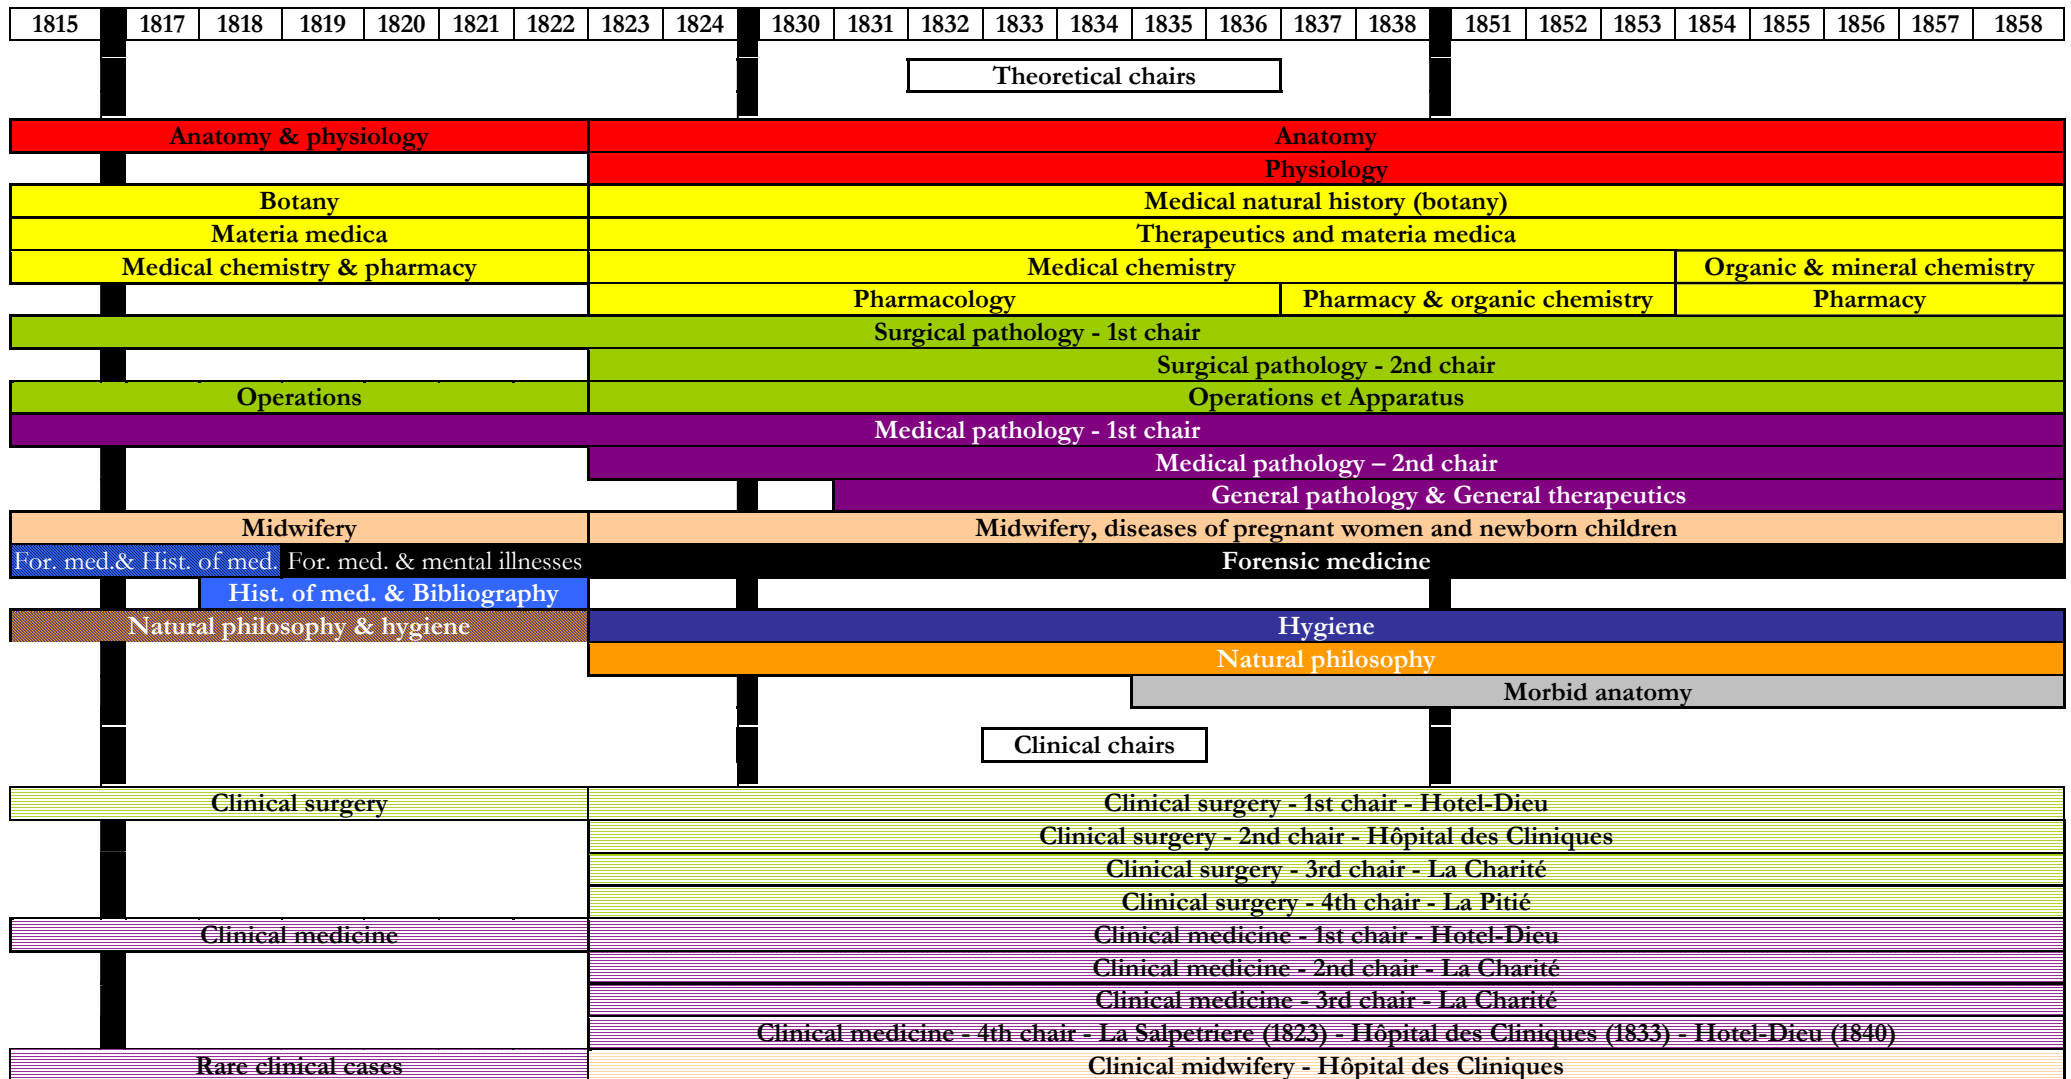 1815 1817 1818 1819 1820 1821 1822 1823 1824 1830 1831 1832 1833 1834 1835 1836 1837 1838 1851 1852 1853 1854 1855 1856 1857 1858
Theoretical chairs
Anatomy & physiology Anatomy
Physiology
Botany Medical natural history (botany)
Materia medica Therapeutics and materia medica
Medical chemistry & pharmacy Medical chemistry Organic & mineral chemistry
Pharmacology Pharmacy & organic chemistry Pharmacy
Surgical pathology - 1st chair
Surgical pathology - 2nd chair
Operations Operations et Apparatus
Medical pathology - 1st chair
Medical pathology – 2nd chair
General pathology & General therapeutics
Midwifery Midwifery, diseases of pregnant women and newborn children
For. med.& Hist. of med. For. med. & mental illnesses Forensic medicine
Hist. of med. & Bibliography
Natural philosophy & hygiene Hygiene
Natural philosophy
Morbid anatomy
Clinical chairs
Clinical surgery Clinical surgery - 1st chair - Hotel-Dieu
Clinical surgery - 2nd chair - Hôpital des Cliniques
Clinical surgery - 3rd chair - La Charité
Clinical surgery - 4th chair - La Pitié
Clinical medicine Clinical medicine - 1st chair - Hotel-Dieu
Clinical medicine - 2nd chair - La Charité
Clinical medicine - 3rd chair - La Charité
Clinical medicine - 4th chair - La Salpetriere (1823) - Hôpital des Cliniques (1833) - Hotel-Dieu (1840)
Rare clinical cases Clinical midwifery - Hôpital des Cliniques